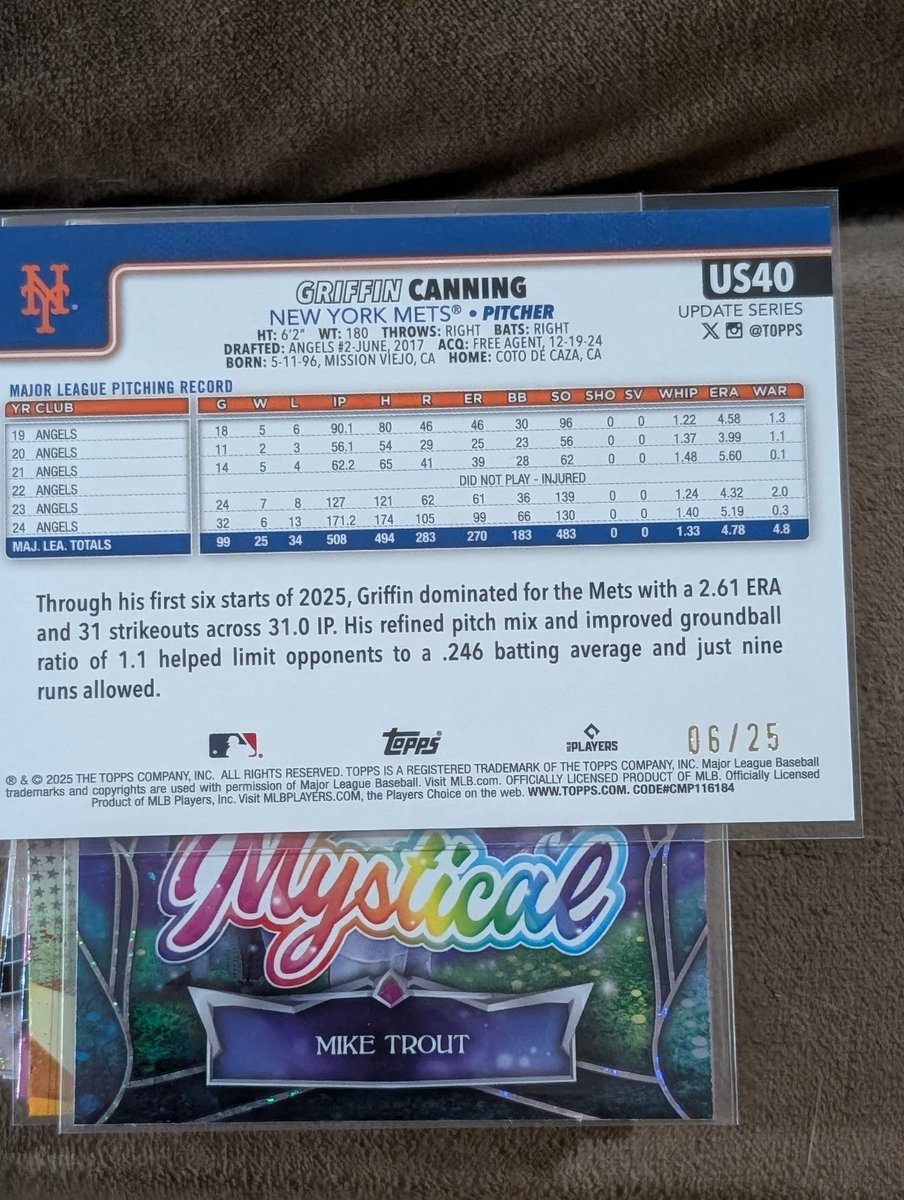 NY
GRIFFIN CANNING
NEW YORK METS® • PITCHER
HT: 6'2" WT: 180 THROWS: RIGHT BATS: RIGHT
DRAFTED: ANGELS #2-JUNE, 2017 ACQ: FREE AGENT, 12-19-24
BORN: 5-11-96, MISSION VIEJO, CA HOME: COTO DE CAZA, CA
US40
UPDATE SERIES
X @TOPPS
MAJOR LEAGUE PITCHING RECORD
YR CLUB G W L IP H R ER BB SO SHO SV WHIP ERA WAR
19 ANGELS 18 5 6 90.1 80 46 46 30 96 0 0 1.22 4.58 1.3
20 ANGELS 11 2 3 56.1 54 29 25 23 56 0 0 1.37 3.99 1.1
21 ANGELS 14 5 4 62.2 65 41 39 28 62 0 0 1.48 5.60 0.1
22 ANGELS DID NOT PLAY - INJURED
23 ANGELS 24 7 8 127 121 62 61 36 139 0 0 1.24 4.32 2.0
24 ANGELS 32 6 13 171.2 174 105 99 66 130 0 0 1.40 5.19 0.3
MAJ. LEA. TOTALS 99 25 34 508 494 283 270 183 483 0 0 1.33 4.78 4.8
Through his first six starts of 2025, Griffin dominated for the Mets with a 2.61 ERA
and 31 strikeouts across 31.0 IP. His refined pitch mix and improved groundball
ratio of 1.1 helped limit opponents to a .246 batting average and just nine
runs allowed.
topps®
MLB PLAYERS
06/25
® & © 2025 THE TOPPS COMPANY, INC. ALL RIGHTS RESERVED. TOPPS IS A REGISTERED TRADEMARK OF THE TOPPS COMPANY, INC. Major League Baseball
trademarks and copyrights are used with permission of Major League Baseball. Visit MLB.com. OFFICIALLY LICENSED PRODUCT OF MLB. Officially Licensed
Product of MLB Players, Inc. Visit MLBPLAYERS.COM, the Players Choice on the web. WWW.TOPPS.COM. CODE#CMP116184
Mystical
MIKE TROUT